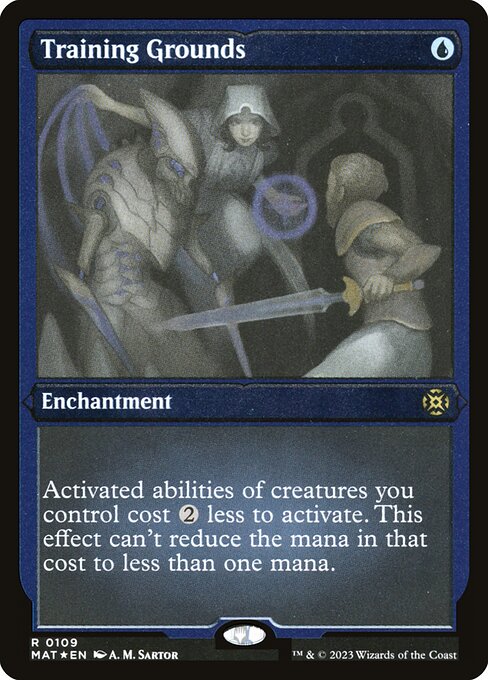 Training Grounds
Enchantment
Activated abilities of creatures you
control cost 2 less to activate. This
effect can't reduce the mana in that
cost to less than one mana.
R 0109
MAT★EN A. M. SARTOR
™ & © 2023 Wizards of the Coast